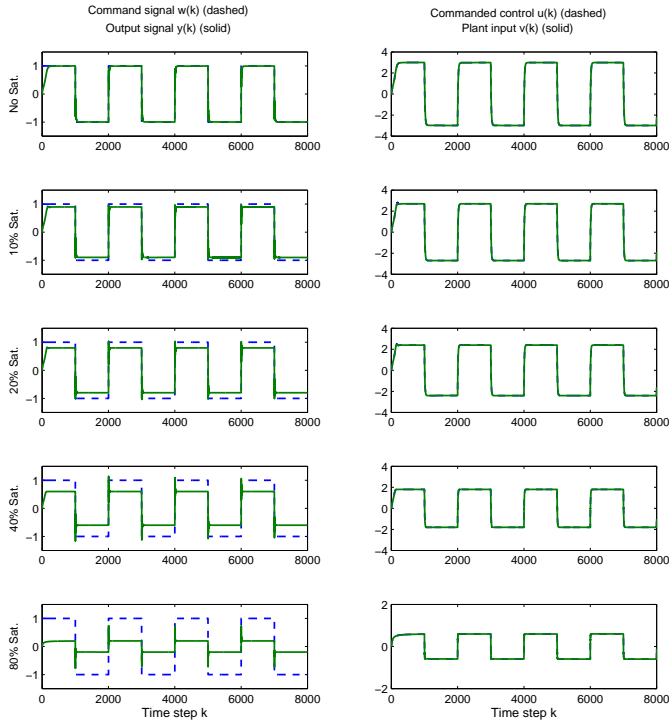 Command signal w(k) (dashed)
Output signal y(k) (solid)
Commanded control u(k) (dashed)
Plant input v(k) (solid)
No Sat.
1
0
−1
0 2000 4000 6000 8000
4
2
0
−2
−4
0 2000 4000 6000 8000
10% Sat.
1
0
−1
0 2000 4000 6000 8000
4
2
0
−2
−4
0 2000 4000 6000 8000
20% Sat.
1
0
−1
0 2000 4000 6000 8000
4
2
0
−2
−4
0 2000 4000 6000 8000
40% Sat.
1
0
−1
0 2000 4000 6000 8000
4
2
0
−2
−4
0 2000 4000 6000 8000
80% Sat.
1
0
−1
0 2000 4000 6000 8000
Time step k
2
0
−2
0 2000 4000 6000 8000
Time step k